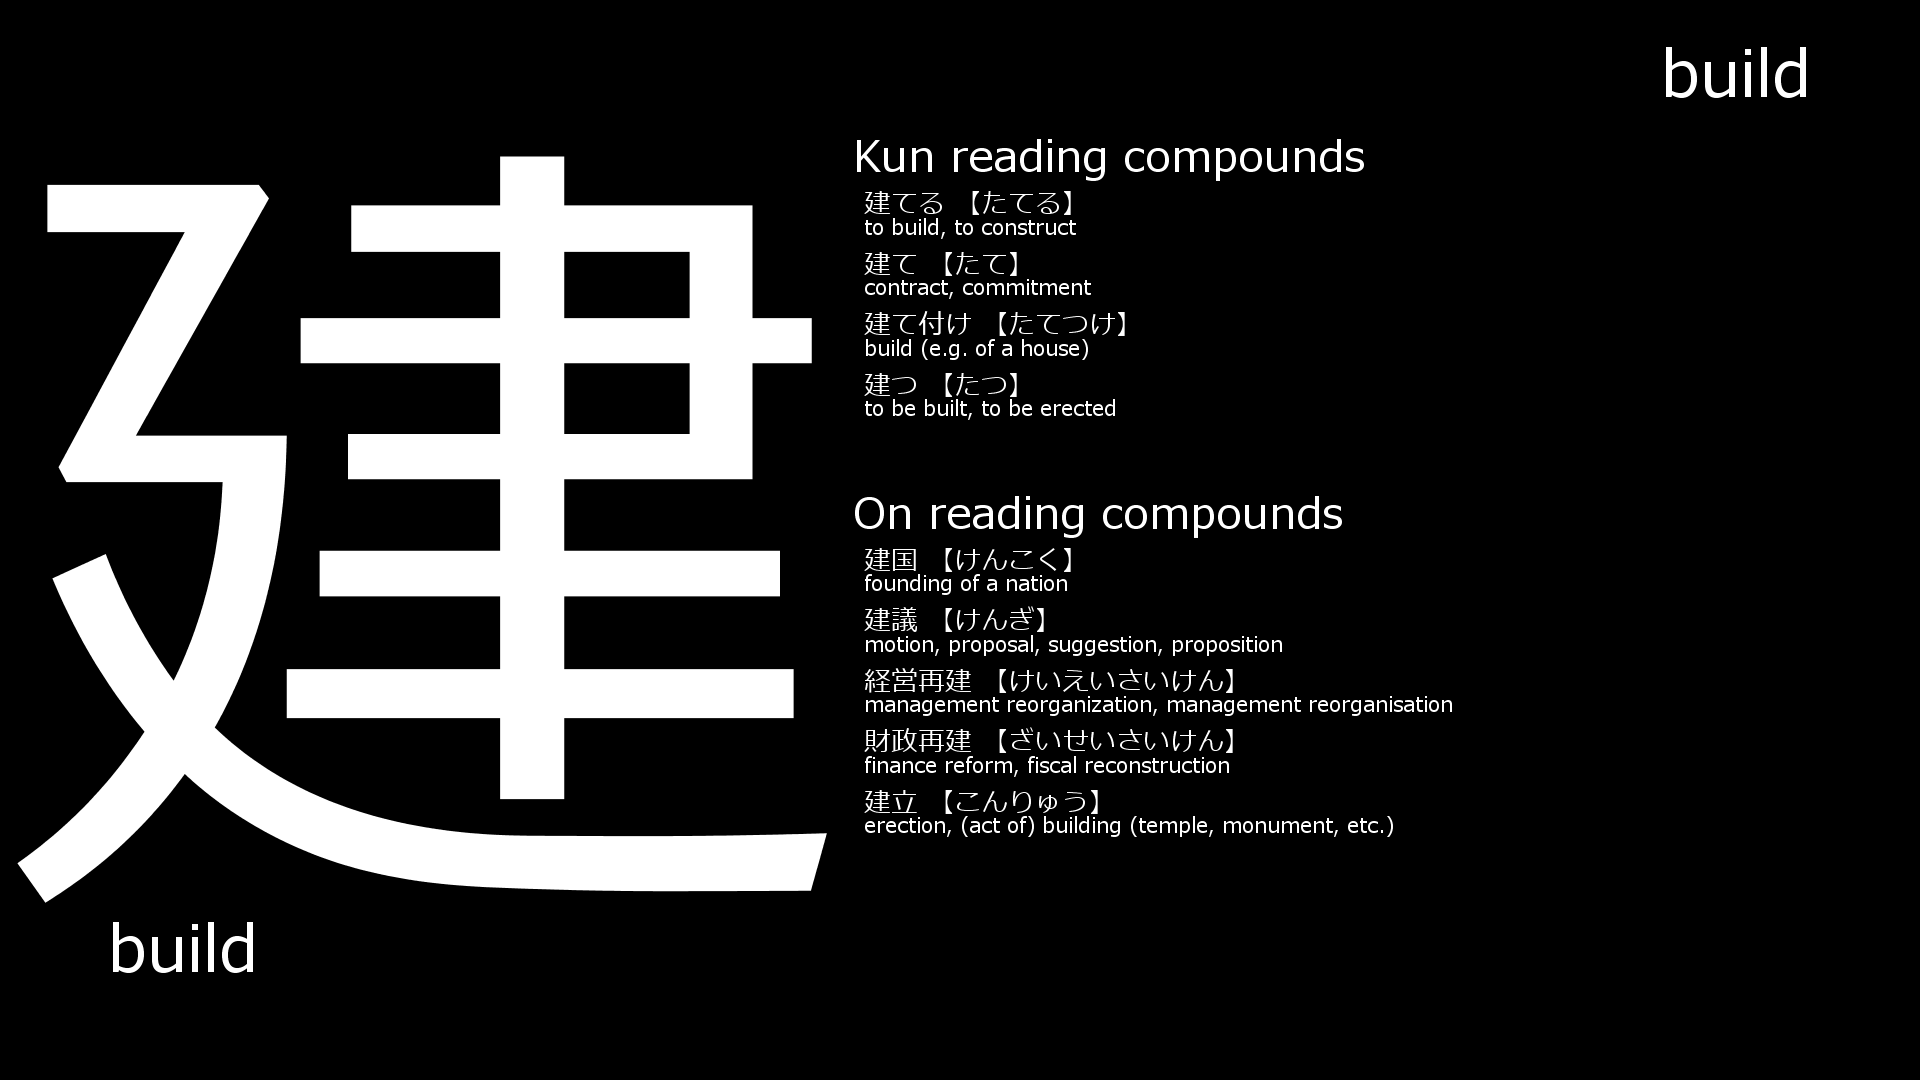 build
建
Kun reading compounds
建てる 【たてる】
to build, to construct
建て 【たて】
contract, commitment
建て付け 【たてつけ】
build (e.g. of a house)
建つ 【たつ】
to be built, to be erected
On reading compounds
建国 【けんこく】
founding of a nation
建議 【けんぎ】
motion, proposal, suggestion, proposition
経営再建 【けいえいさいけん】
management reorganization, management reorganisation
財政再建 【ざいせいさいけん】
finance reform, fiscal reconstruction
建立 【こんりゅう】
erection, (act of) building (temple, monument, etc.)
build